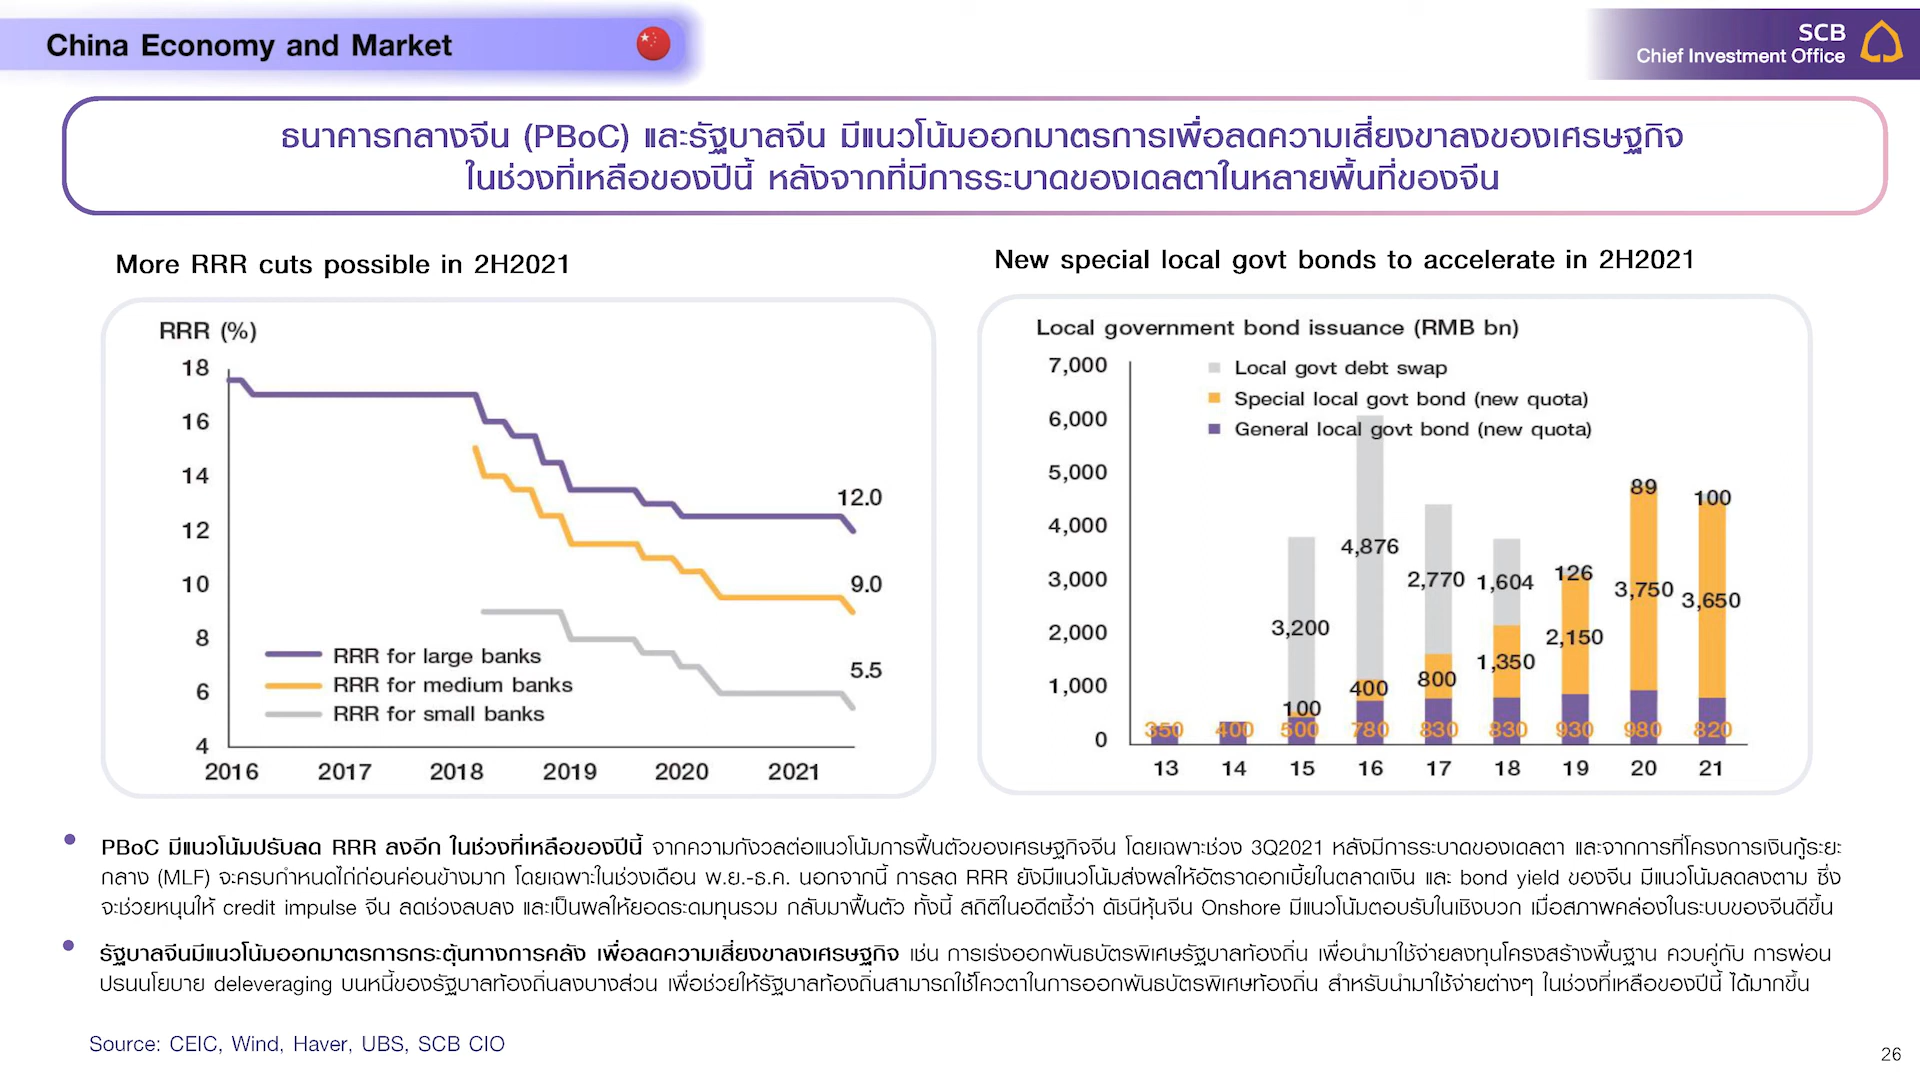 China Economy and Market
SCB
Chief Investment Office
ธนาคารกลางจีน (PBoC) และรัฐบาลจีน มีแนวโน้มออกมาตรการเพื่อลดความเสี่ยงขาลงของเศรษฐกิจ
ในช่วงที่เหลือของปีนี้ หลังจากที่มีการระบาดของเดลตาในหลายพื้นที่ของจีน
More RRR cuts possible in 2H2021
RRR (%)
18
16
14
12
10
8
6
4
12.0
9.0
5.5
RRR for large banks
RRR for medium banks
RRR for small banks
2016 2017 2018 2019 2020 2021
New special local govt bonds to accelerate in 2H2021
Local government bond issuance (RMB bn)
7,000
6,000
5,000
4,000
3,000
2,000
1,000
0
Local govt debt swap
Special local govt bond (new quota)
General local govt bond (new quota)
89
100
4,876
2,770
1,604
126
3,750
3,650
3,200
2,150
1,350
800
400
100
350 400 500 780 830 830 930 980 820
13 14 15 16 17 18 19 20 21
• PBoC มีแนวโน้มปรับลด RRR ลงอีก ในช่วงที่เหลือของปีนี้ จากความกังวลต่อแนวโน้มการฟื้นตัวของเศรษฐกิจจีน โดยเฉพาะช่วง 3Q2021 หลังมีการระบาดของเดลตา และจากการที่โครงการเงินกู้ระยะ
กลาง (MLF) จะครบกำหนดไถ่ถอนค่อนข้างมาก โดยเฉพาะในช่วงเดือน พ.ย.-ธ.ค. นอกจากนี้ การลด RRR ยังมีแนวโน้มส่งผลให้อัตราดอกเบี้ยในตลาดเงิน และ bond yield ของจีน มีแนวโน้มลดลงตาม ซึ่ง
จะช่วยหนุนให้ credit impulse จีน ลดช่วงลบลง และเป็นผลให้ยอดระดมทุนรวม กลับมาฟื้นตัว ทั้งนี้ สถิติในอดีตชี้ว่า ดัชนีหุ้นจีน Onshore มีแนวโน้มตอบรับในเชิงบวก เมื่อสภาพคล่องในระบบของจีนดีขึ้น
• รัฐบาลจีนมีแนวโน้มออกมาตรการกระตุ้นทางการคลัง เพื่อลดความเสี่ยงขาลงเศรษฐกิจ เช่น การเร่งออกพันธบัตรพิเศษรัฐบาลท้องถิ่น เพื่อนำมาใช้จ่ายลงทุนโครงสร้างพื้นฐาน ควบคู่กับ การผ่อน
ปรนนโยบาย deleveraging บนหนี้ของรัฐบาลท้องถิ่นลงบางส่วน เพื่อช่วยให้รัฐบาลท้องถิ่นสามารถใช้โควตาในการออกพันธบัตรพิเศษท้องถิ่น สำหรับนำมาใช้จ่ายต่างๆ ในช่วงที่เหลือของปีนี้ ได้มากขึ้น
Source: CEIC, Wind, Haver, UBS, SCB CIO
26